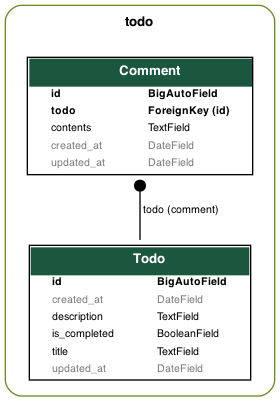 todo
Comment
id BigAutoField
todo ForeignKey (id)
contents TextField
created_at DateField
updated_at DateField
todo (comment)
Todo
id BigAutoField
created_at DateField
description TextField
is_completed BooleanField
title TextField
updated_at DateField